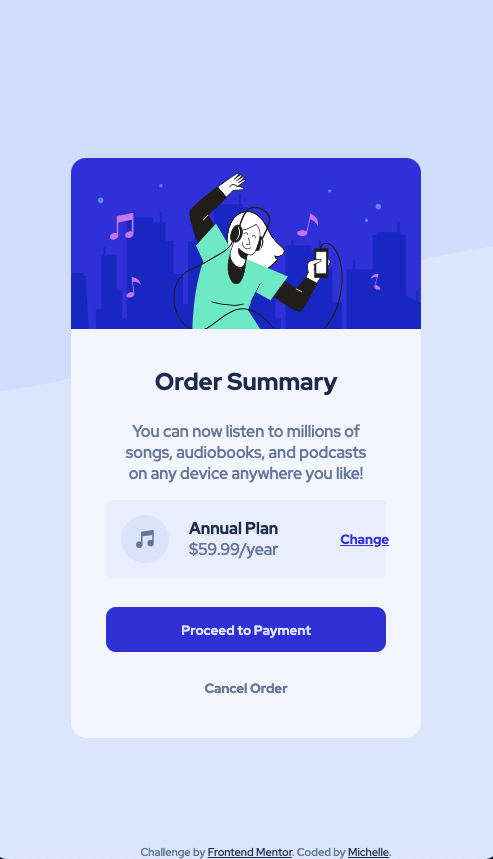 Order Summary
You can now listen to millions of
songs, audiobooks, and podcasts
on any device anywhere you like!
Annual Plan
$59.99/year
Change
Proceed to Payment
Cancel Order
Challenge by Frontend Mentor. Coded by Michelle.